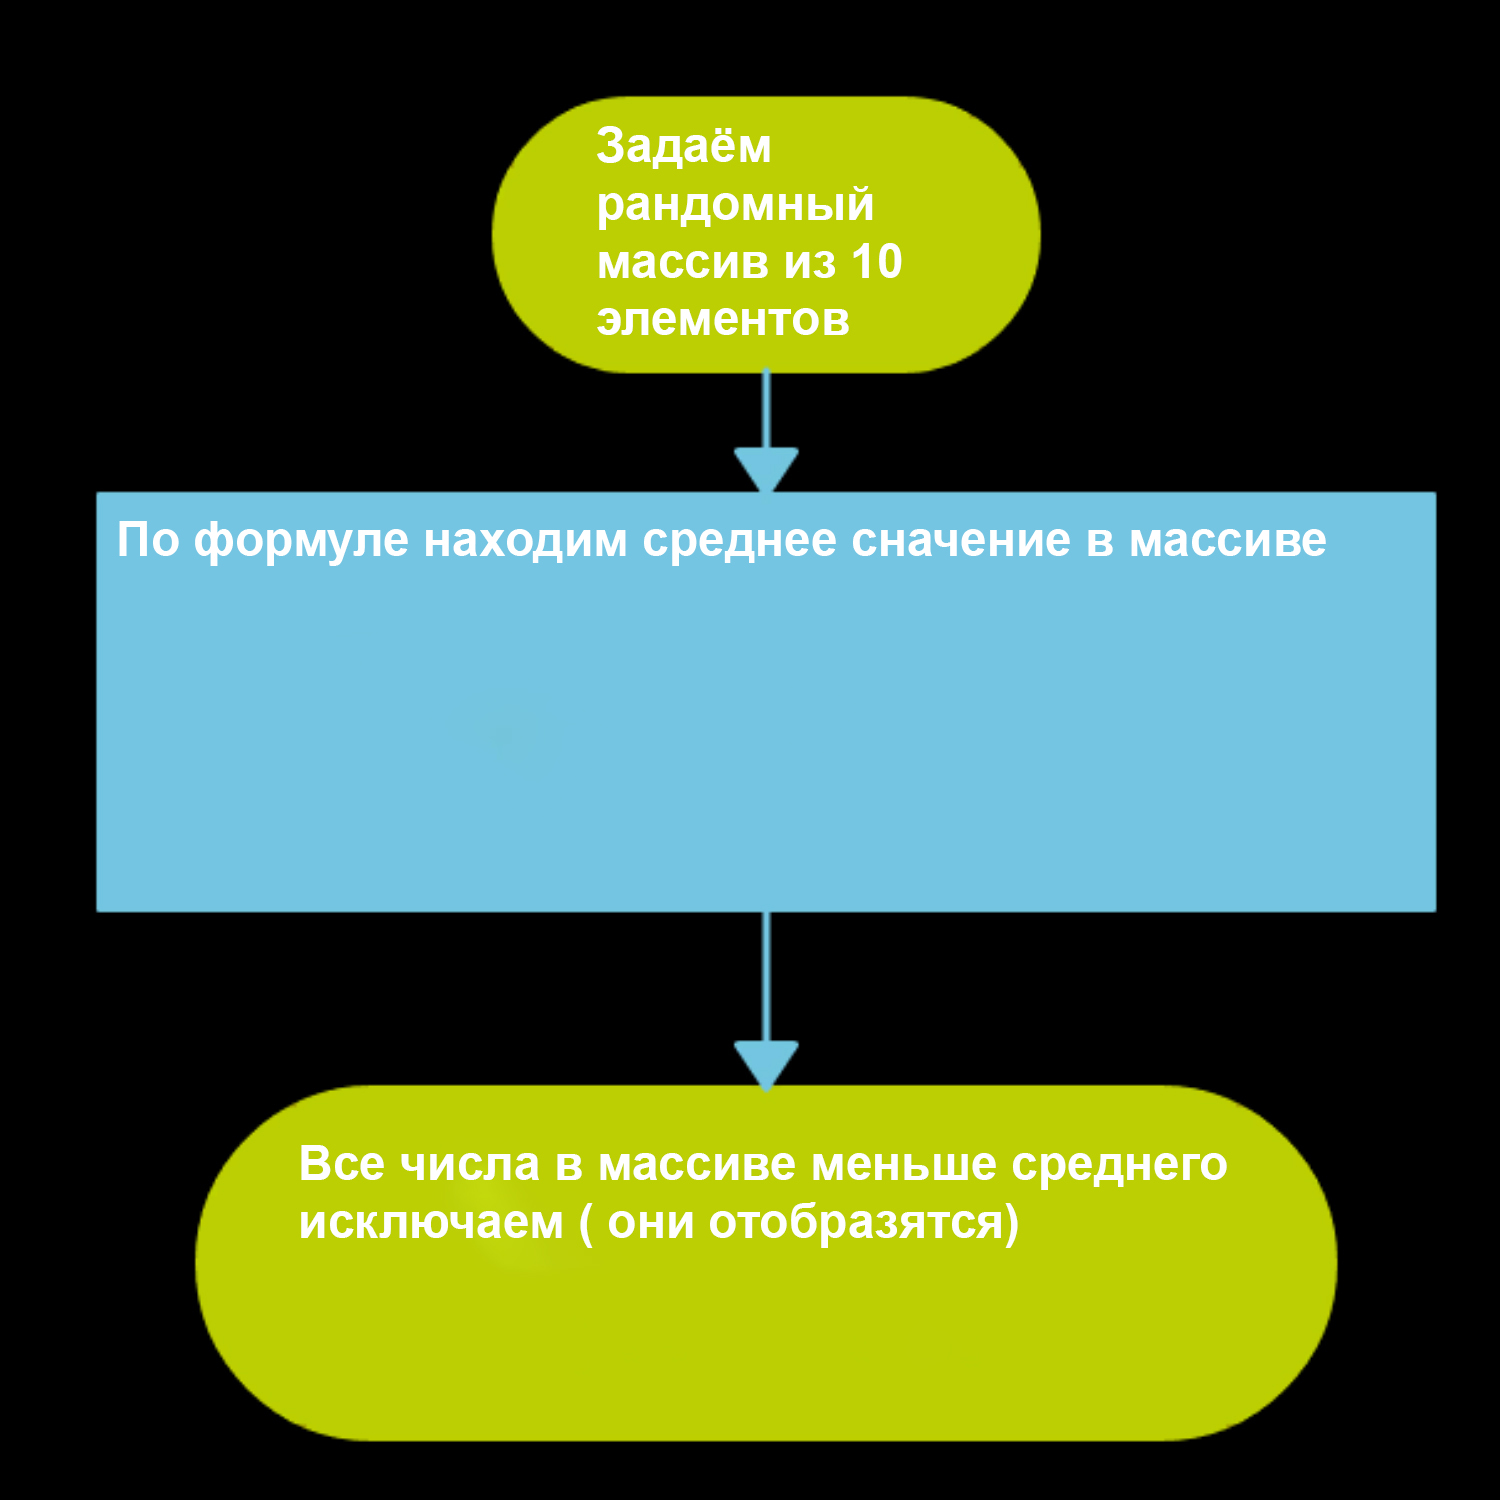 Задаём
рандомный
массив из 10
элементов
По формуле находим среднее сначение в массиве
Все числа в массиве меньше среднего
исключаем ( они отобразятся)